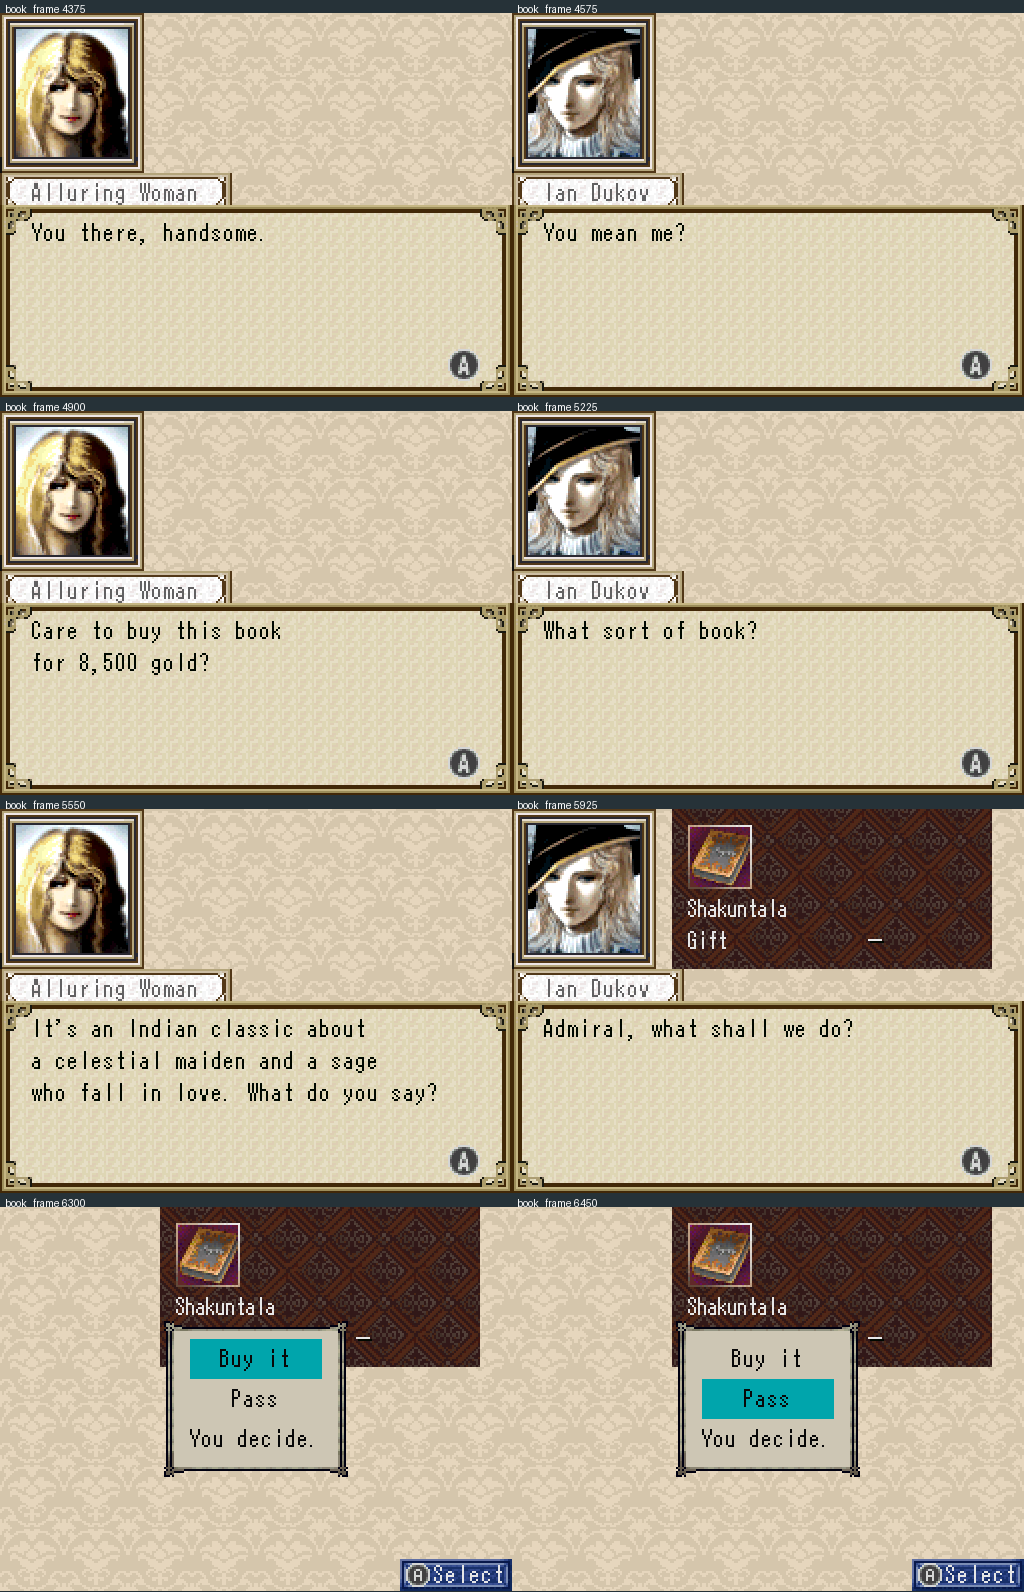 book frame 4375
Alluring Woman
You there, handsome.
A
book frame 4575
Ian Dukov
You mean me?
A
book frame 4900
Alluring Woman
Care to buy this book
for 8,500 gold?
A
book frame 5225
Ian Dukov
What sort of book?
A
book frame 5550
Alluring Woman
It's an Indian classic about
a celestial maiden and a sage
who fall in love. What do you say?
A
book frame 5925
Shakuntala
Gift —
Ian Dukov
Admiral, what shall we do?
A
book frame 6300
Shakuntala
—
Buy it
Pass
You decide.
A Select
book frame 6450
Shakuntala
—
Buy it
Pass
You decide.
A Select